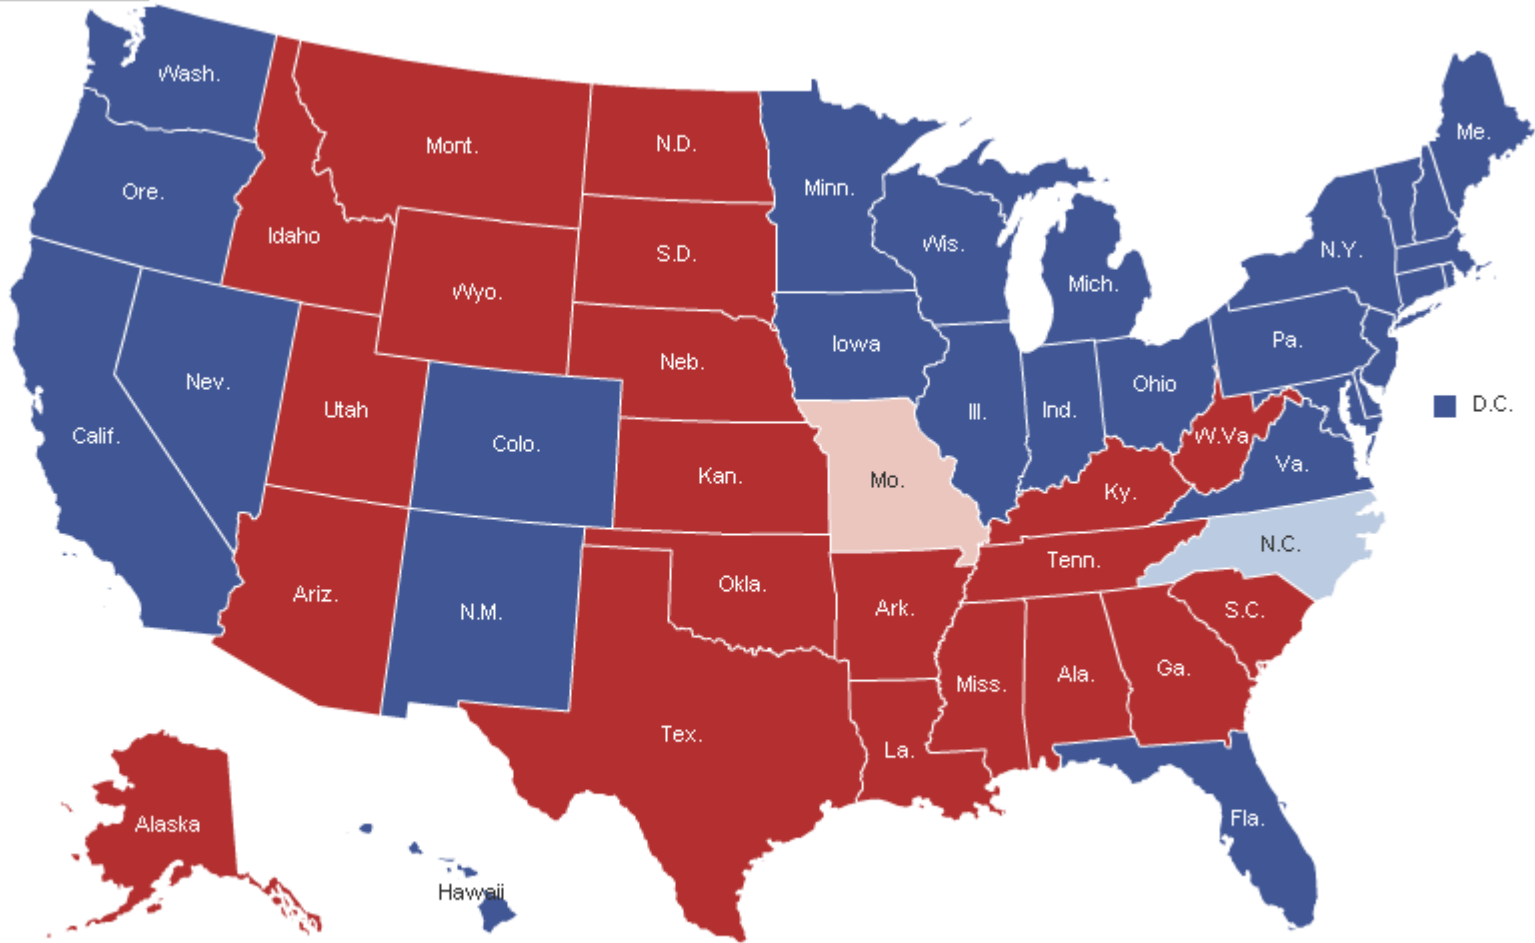 Wash.
Me.
Mont.
N.D.
Minn.
Ore.
Idaho
Wis.
N.Y.
S.D.
Mich.
Wyo.
Pa.
Iowa
Neb.
Nev.
Ohio
Utah
Ill.
Ind.
D.C.
Calif.
Colo.
W.Va
Va.
Kan.
Mo.
Ky.
N.C.
Tenn.
Okla.
Ariz.
N.M.
Ark.
S.C.
Ga.
Ala.
Miss.
Tex.
La.
Fla.
Alaska
Hawaii